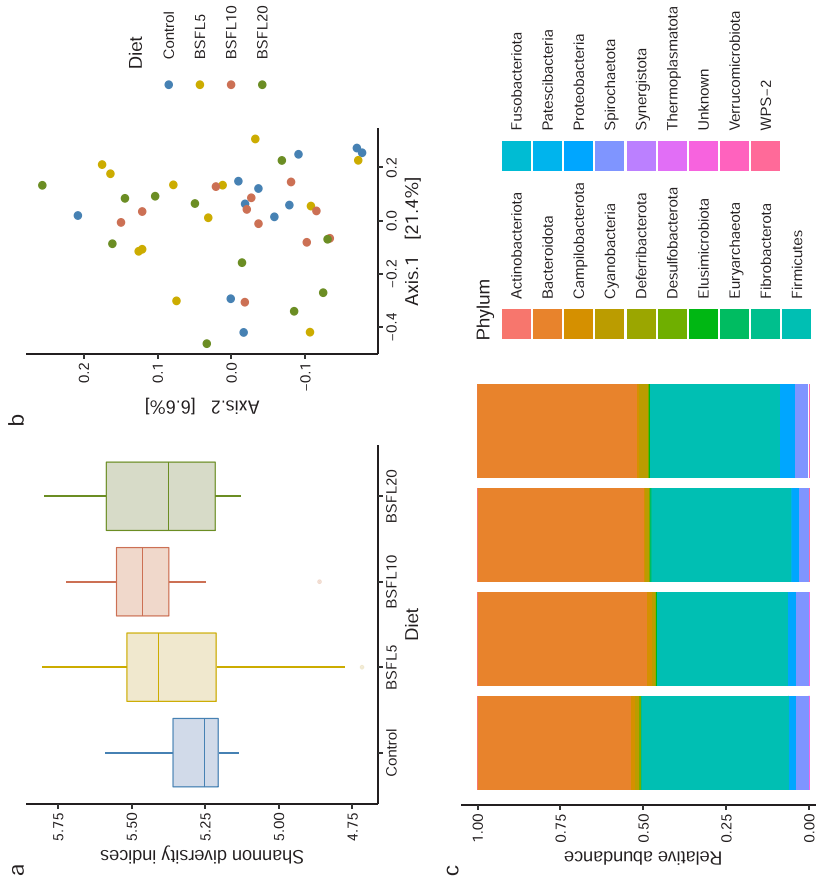 a
Shannon diversity indices
5.75
5.50
5.25
5.00
4.75
Control
BSFL5
BSFL10
BSFL20
Diet
b
Axis.2 [6.6%]
0.2
0.1
0.0
−0.1
−0.4
−0.2
0.0
0.2
Axis.1 [21.4%]
Diet
Control
BSFL5
BSFL10
BSFL20
c
Relative abundance
1.00
0.75
0.50
0.25
0.00
Phylum
Actinobacteriota
Bacteroidota
Campilobacterota
Cyanobacteria
Deferribacterota
Desulfobacterota
Elusimicrobiota
Euryarchaeota
Fibrobacterota
Firmicutes
Fusobacteriota
Patescibacteria
Proteobacteria
Spirochaetota
Synergistota
Thermoplasmatota
Unknown
Verrucomicrobiota
WPS−2